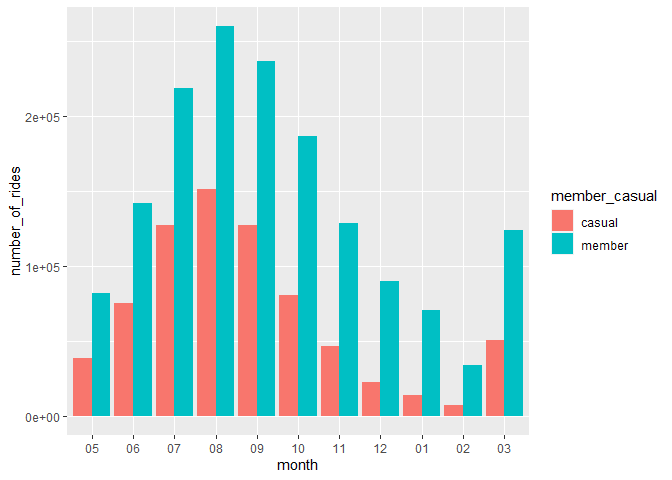 number_of_rides
2e+05
1e+05
0e+00
05 06 07 08 09 10 11 12 01 02 03
month
member_casual
casual
member